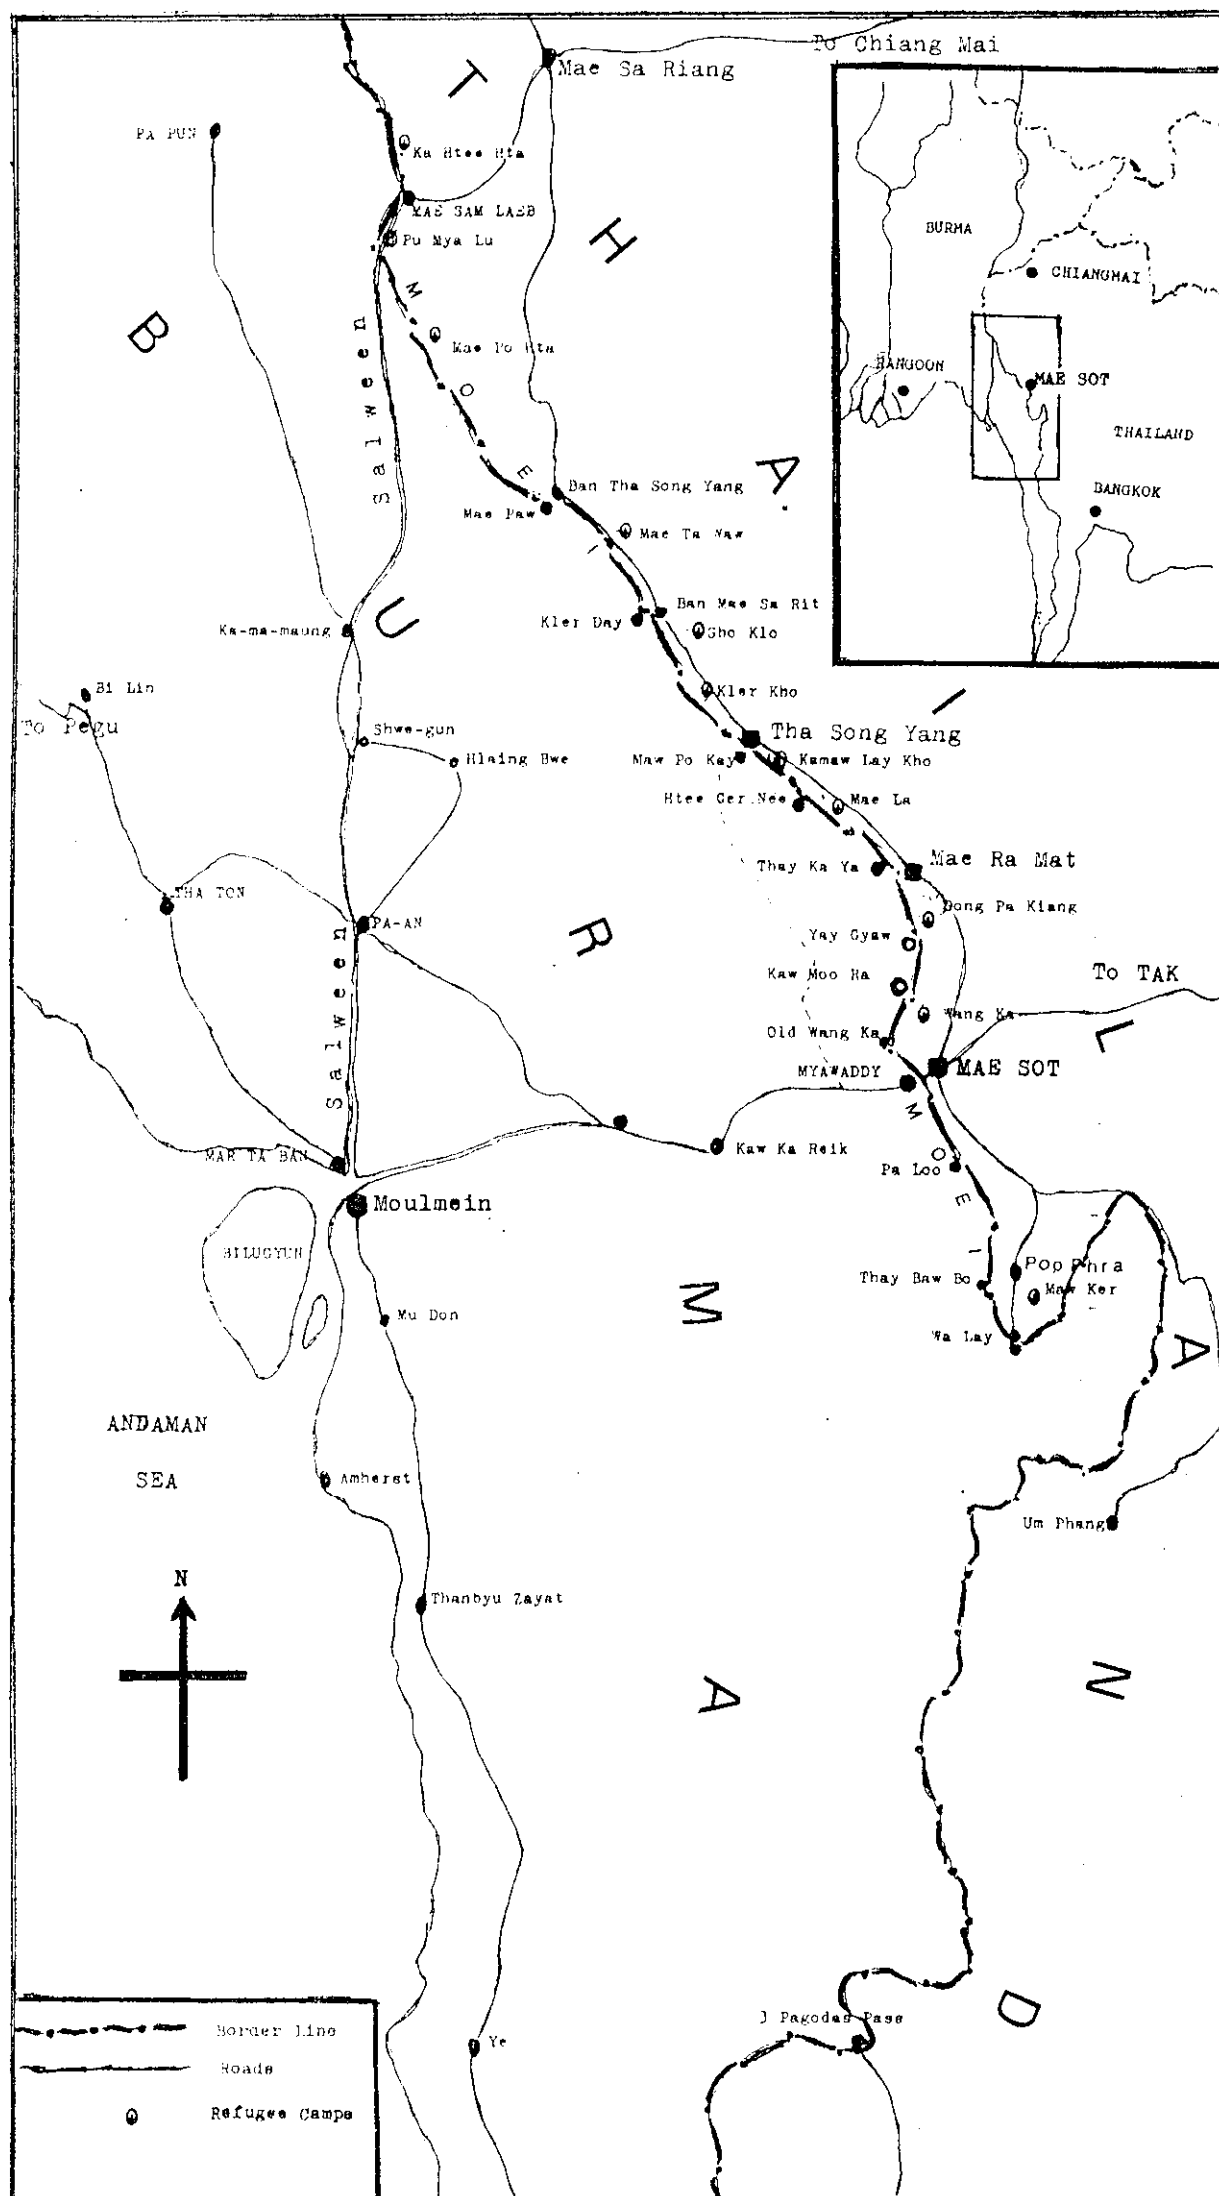 To Chiang Mai
Mae Sa Riang
PA PUN
Ka Htee Hta
MAE SAM LAEB
Pu Mya Lu
Mae Po Hta
Salween
MOEI
THAILAND
BURMA
BURMA
CHIANGMAI
RANGOON
MAE SOT
THAILAND
BANGKOK
Ban Tha Song Yang
Mae Paw
Mae Ta Waw
Ban Mae Sa Rit
Kler Day
Gho Klo
Ka-ma-maung
Bi Lin
To Pegu
Kler Kho
Shwe-gun
Tha Song Yang
Hlaing Bwe
Maw Po Kay
Kamaw Lay Kho
Htee Ger Nee
Mae La
Thay Ka Ya
Mae Ra Mat
THA TON
PA-AN
Dong Pa Kiang
Yay Gyaw
Kaw Moo Ra
To TAK
Wang Ka
Old Wang Ka
Salween
MYAWADDY
MAE SOT
MOEI
MAR TA BAN
Kaw Ka Reik
Pa Loo
Moulmein
BILUGYUN
Pop Phra
Thay Baw Bo
Maw Ker
Mu Don
Wa Lay
ANDAMAN
SEA
Amherst
Um Phang
N
Thanbyu Zayat
3 Pagodas Pass
Ye
Border Line
Roads
Refugee Camps